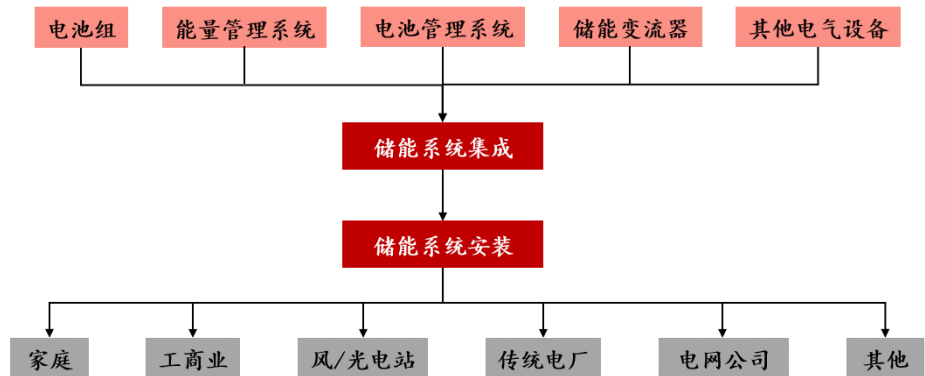 电池组
能量管理系统
电池管理系统
储能变流器
其他电气设备
储能系统集成
储能系统安装
家庭
工商业
风/光电站
传统电厂
电网公司
其他